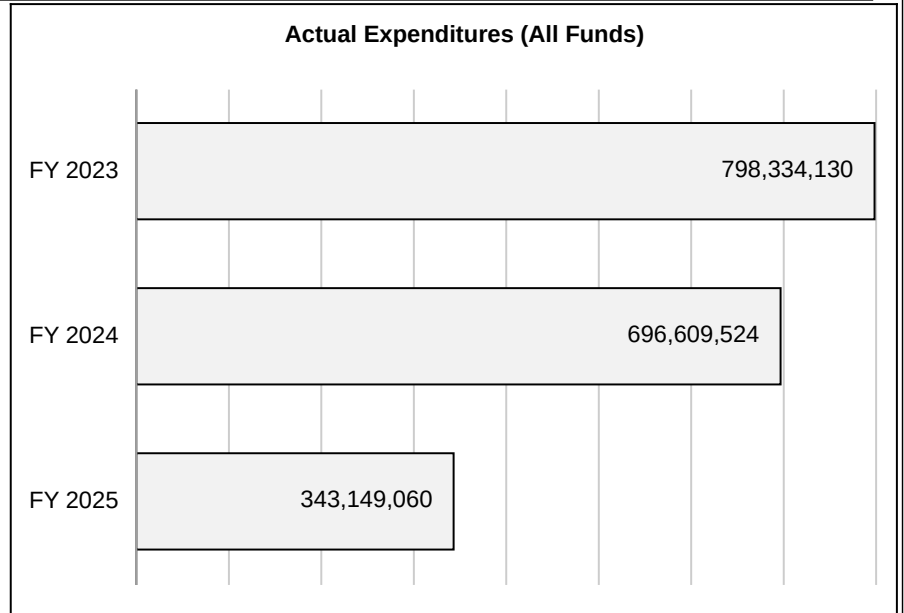 Actual Expenditures (All Funds)
FY 2023
798,334,130
FY 2024
696,609,524
FY 2025
343,149,060